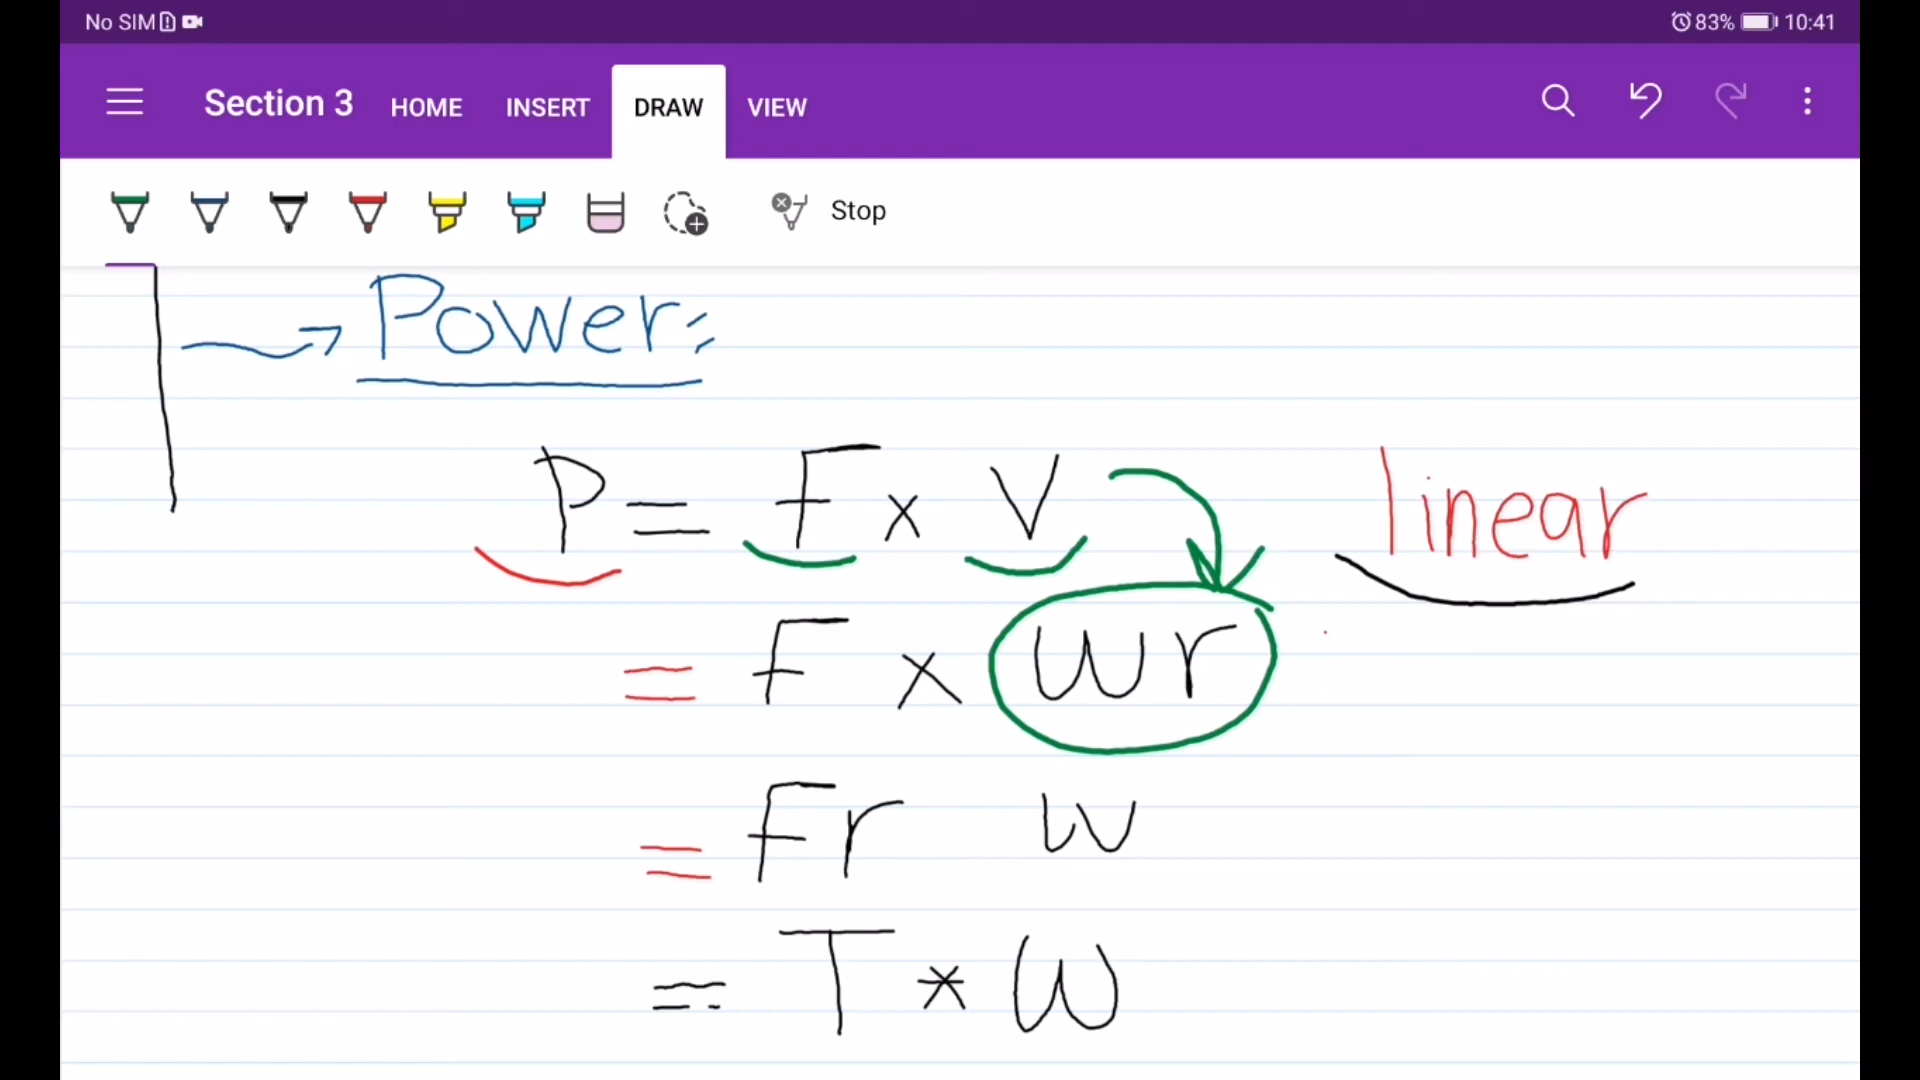 No SIM 83% 10:41
Section 3 HOME INSERT DRAW VIEW
Stop
Power:
P = F x V linear
= F x ωr
= Fr ω
= T * ω